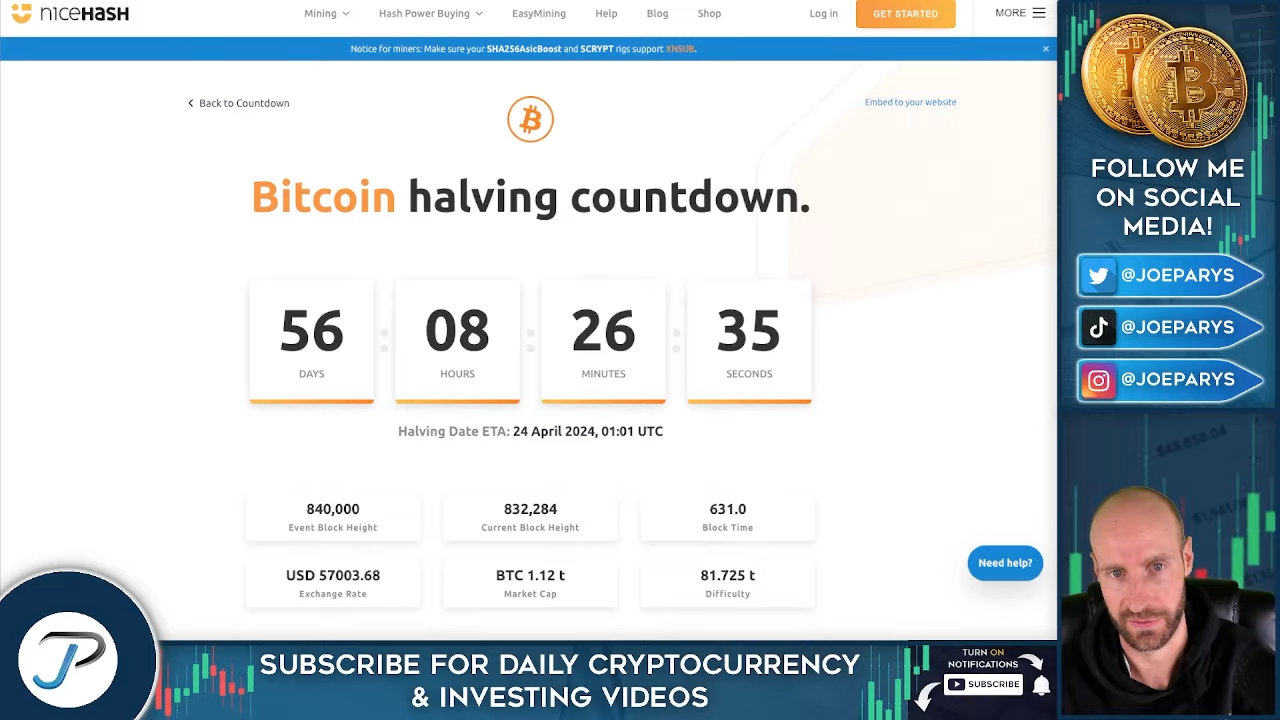 niceHASH
Mining
Hash Power Buying
EasyMining
Help
Blog
Shop
Log in
GET STARTED
MORE
Notice for miners: Make sure your SHA256AsicBoost and SCRYPT rigs support XNSUB.
×
Back to Countdown
Embed to your website
Bitcoin halving countdown.
56
DAYS
:
08
HOURS
:
26
MINUTES
:
35
SECONDS
Halving Date ETA: 24 April 2024, 01:01 UTC
840,000
Event Block Height
832,284
Current Block Height
631.0
Block Time
USD 57003.68
Exchange Rate
BTC 1.12 t
Market Cap
81.725 t
Difficulty
Need help?
FOLLOW ME
ON SOCIAL
MEDIA!
@JOEPARYS
@JOEPARYS
@JOEPARYS
$49,658.04
JP
SUBSCRIBE FOR DAILY CRYPTOCURRENCY
& INVESTING VIDEOS
TURN ON
NOTIFICATIONS
SUBSCRIBE